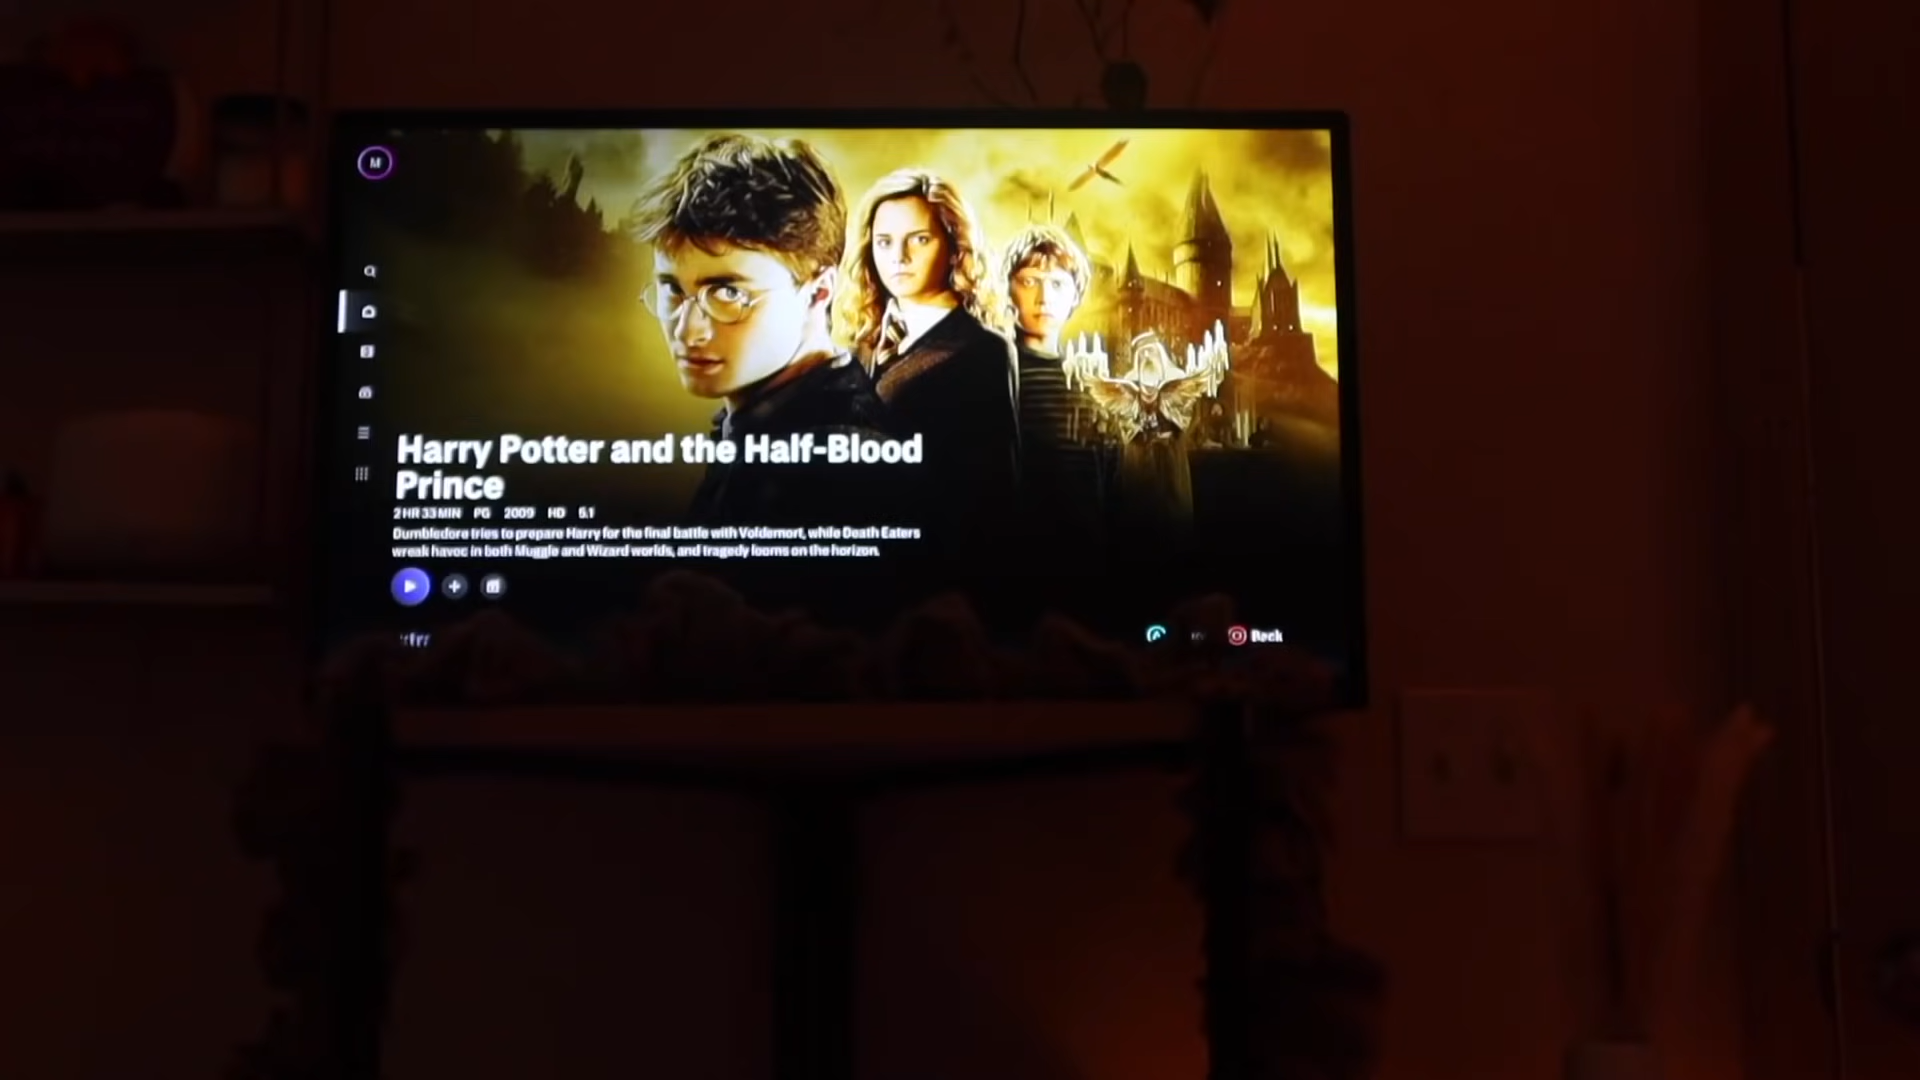 M
Harry Potter and the Half-Blood
Prince
2 HR 33 MIN PG 2009 HD 5.1
Dumbledore tries to prepare Harry for the final battle with Voldemort, while Death Eaters
wreak havoc in both Muggle and Wizard worlds, and tragedy looms on the horizon.
Back